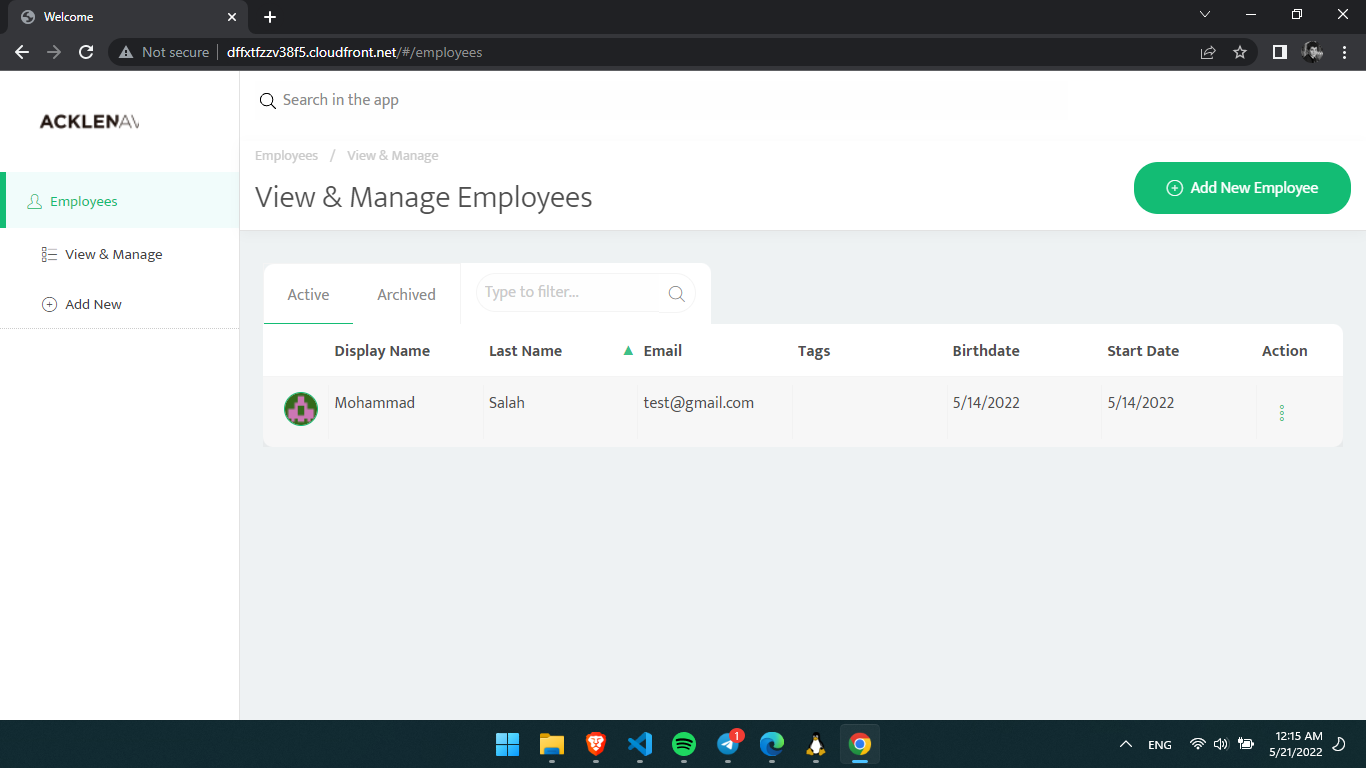 Welcome
Not secure
dffxtfzzv38f5.cloudfront.net/#/employees
ACKLENAV
Search in the app
Employees / View & Manage
View & Manage Employees
Add New Employee
Employees
View & Manage
Add New
Active
Archived
Type to filter...
Display Name
Last Name
Email
Tags
Birthdate
Start Date
Action
Mohammad
Salah
test@gmail.com
5/14/2022
5/14/2022
1
ENG
12:15 AM
5/21/2022